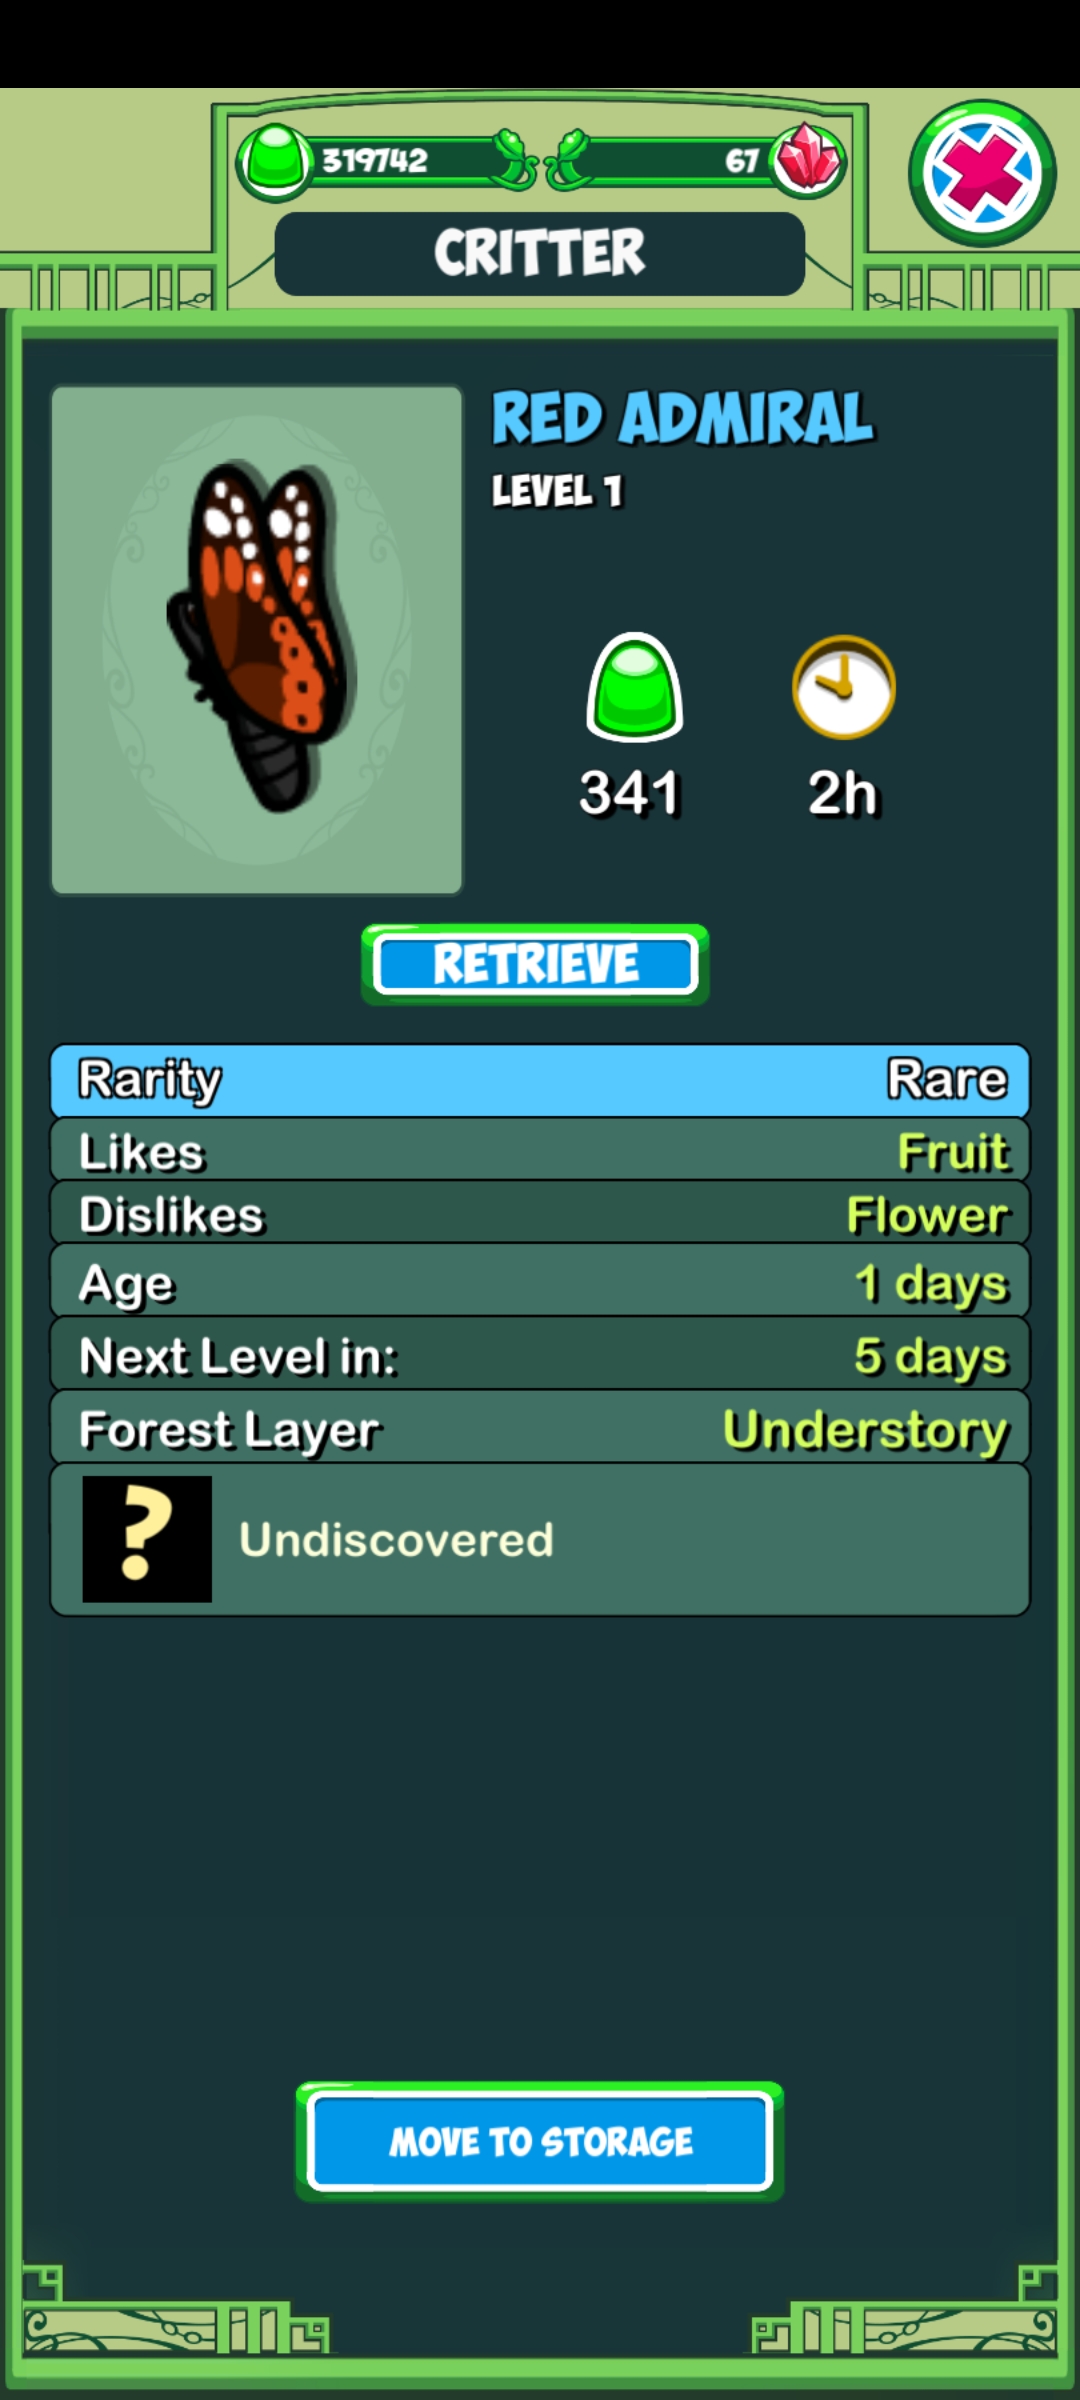 319742
67
CRITTER
RED ADMIRAL
LEVEL 1
341
2h
RETRIEVE
Rarity Rare
Likes Fruit
Dislikes Flower
Age 1 days
Next Level in: 5 days
Forest Layer Understory
?
Undiscovered
MOVE TO STORAGE